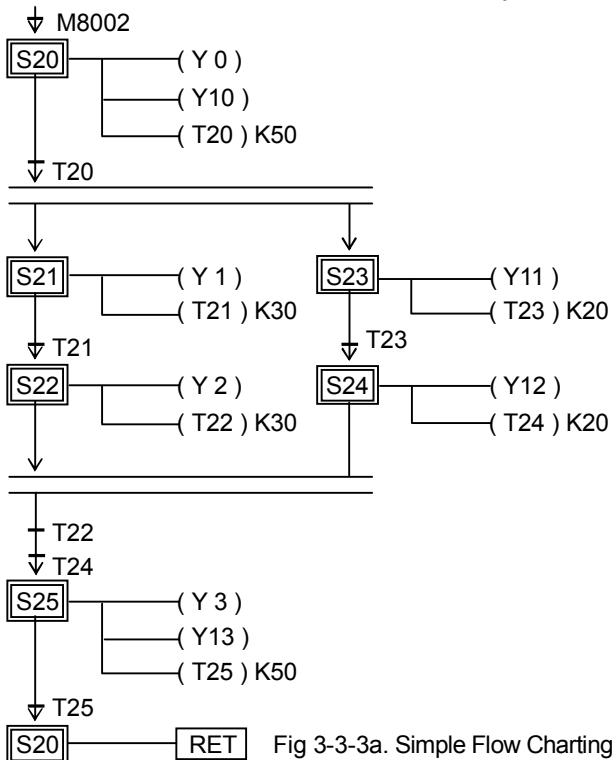 M8002
S20 ( Y 0 )
( Y10 )
( T20 ) K50
T20
S21 ( Y 1 ) S23 ( Y11 )
( T21 ) K30 ( T23 ) K20
T21 T23
S22 ( Y 2 ) S24 ( Y12 )
( T22 ) K30 ( T24 ) K20
T22
T24
S25 ( Y 3 )
( Y13 )
( T25 ) K50
T25
S20 RET Fig 3-3-3a. Simple Flow Charting